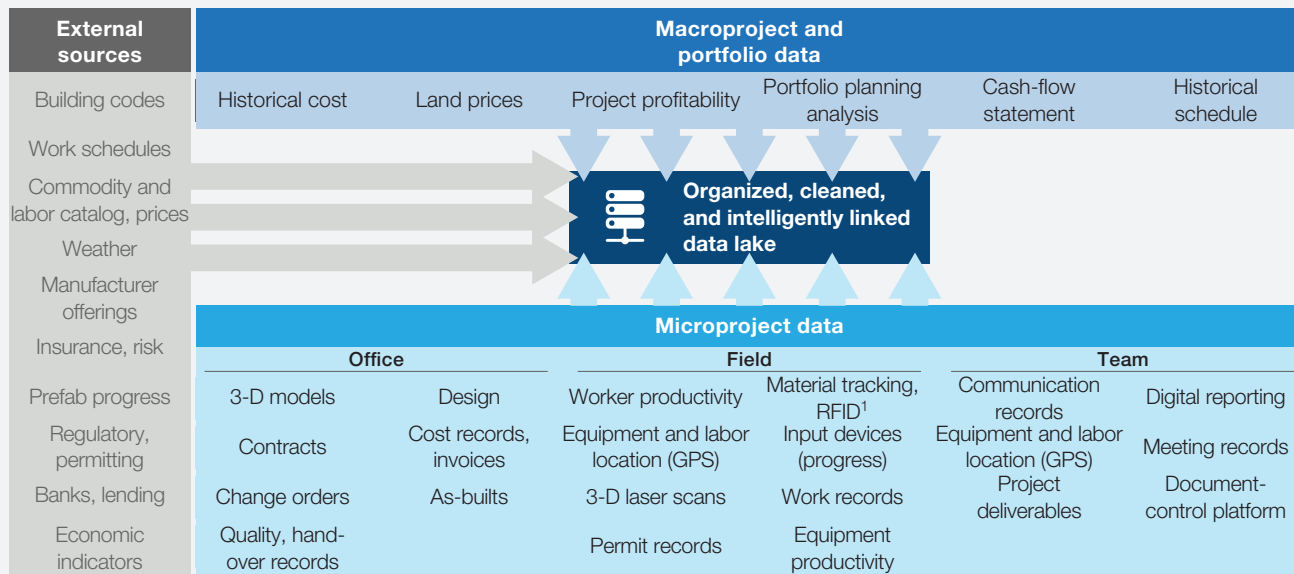 External
sources
Building codes
Work schedules
Commodity and
labor catalog, prices
Weather
Manufacturer
offerings
Insurance, risk
Prefab progress
Regulatory,
permitting
Banks, lending
Economic
indicators
Macroproject and
portfolio data
Historical cost
Land prices
Project profitability
Portfolio planning
analysis
Cash-flow
statement
Historical
schedule
Organized, cleaned,
and intelligently linked
data lake
Microproject data
Office
3-D models
Design
Contracts
Cost records,
invoices
Change orders
As-builts
Quality, hand-
over records
Field
Worker productivity
Material tracking,
RFID¹
Equipment and labor
location (GPS)
Input devices
(progress)
3-D laser scans
Work records
Permit records
Equipment
productivity
Team
Communication
records
Digital reporting
Equipment and labor
location (GPS)
Meeting records
Project
deliverables
Document-
control platform